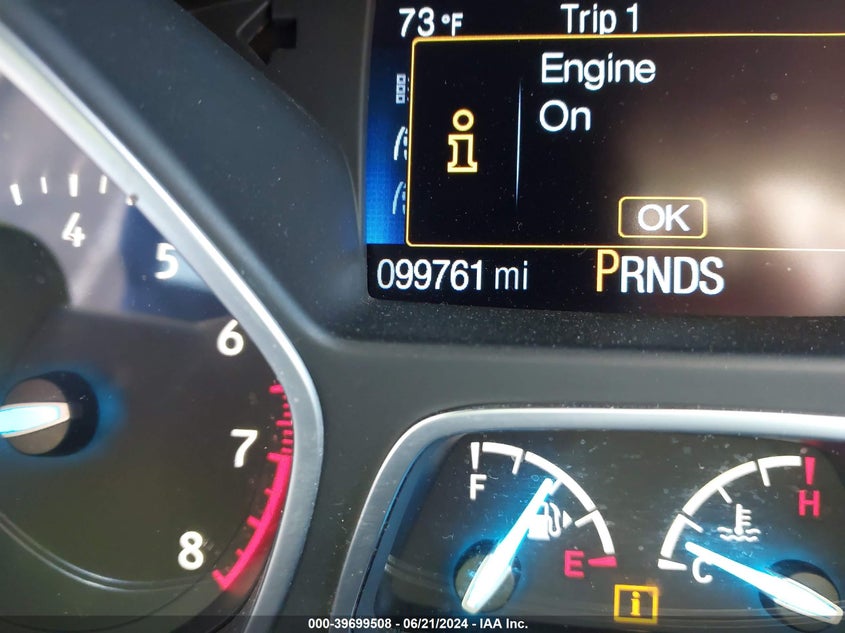 73 °F Trip 1
Engine
On
i
OK
099761 mi PRNDS
4
5
6
7
8
F
E
H
C
i
000-39699508 - 06/21/2024 - IAA Inc.